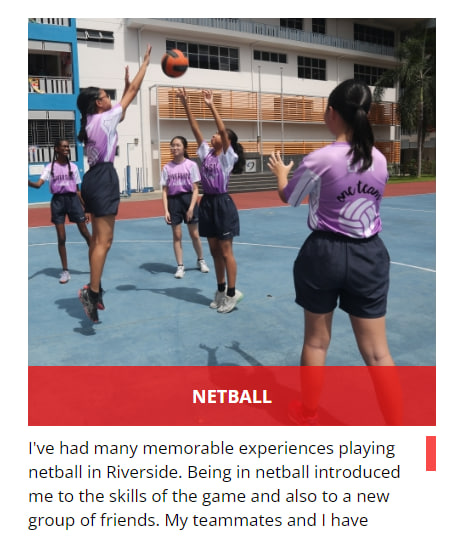 one team
NETBALL
I've had many memorable experiences playing
netball in Riverside. Being in netball introduced
me to the skills of the game and also to a new
group of friends. My teammates and I have